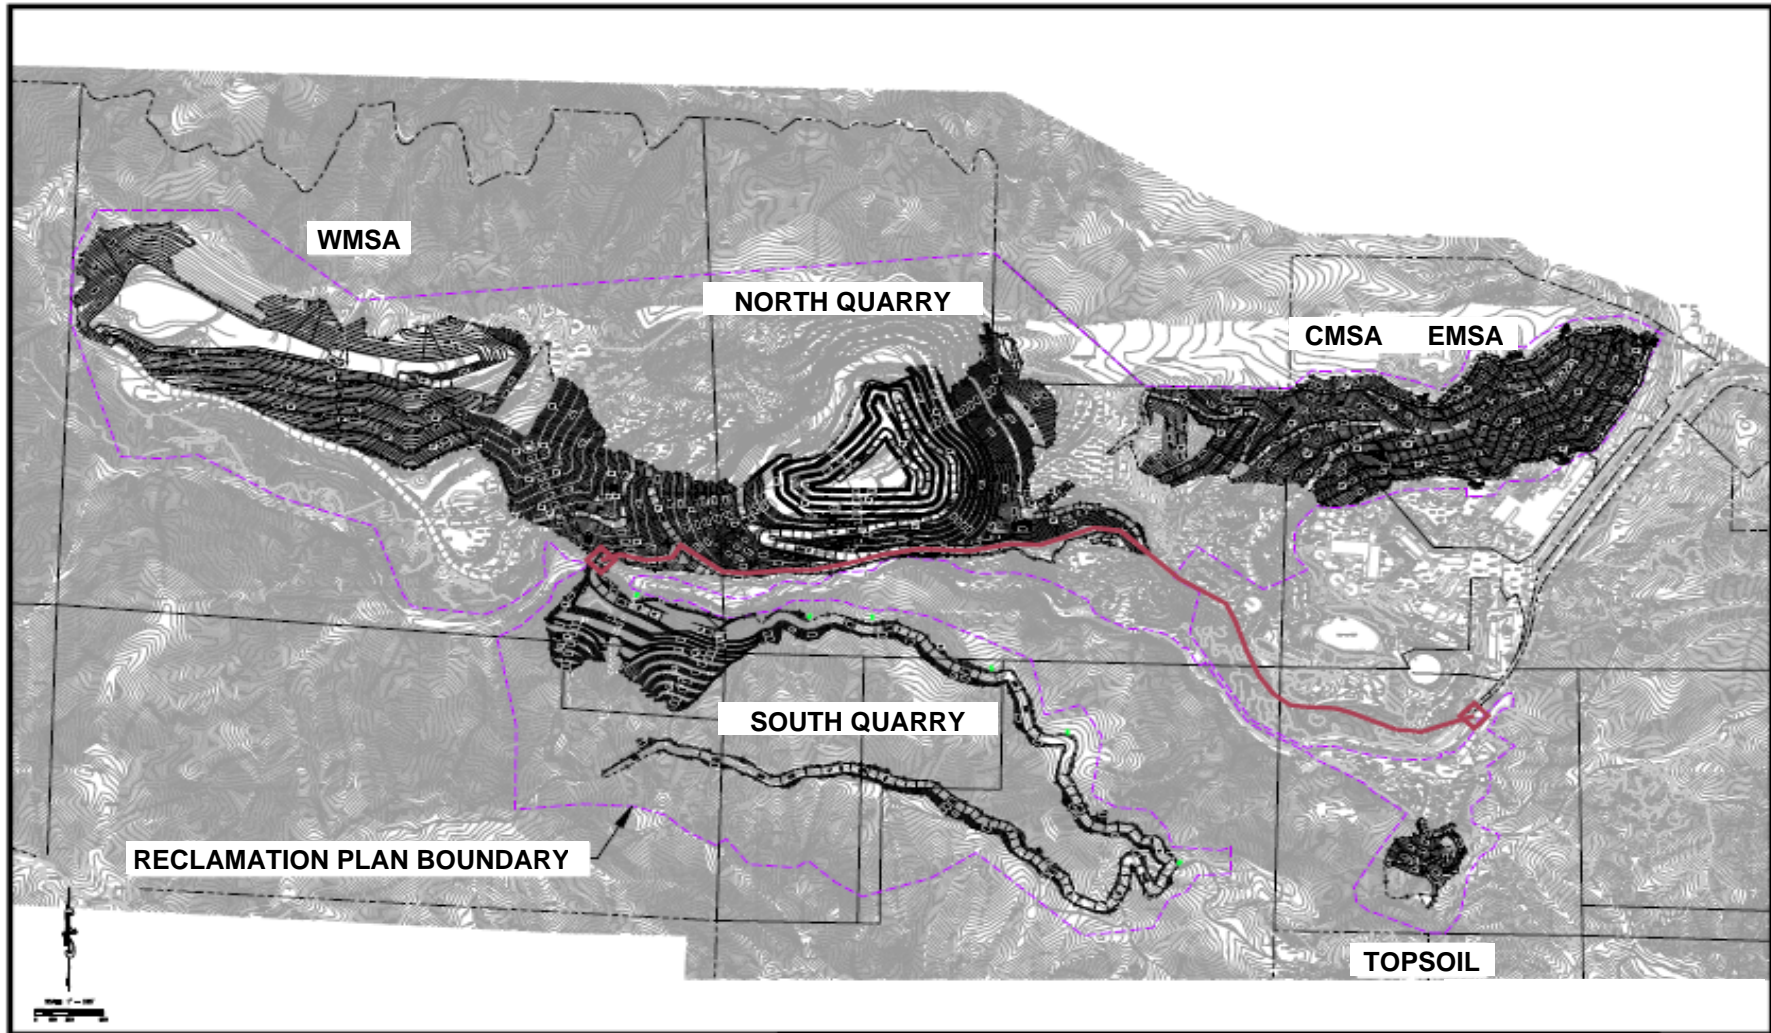 WMSA
NORTH QUARRY
CMSA EMSA
SOUTH QUARRY
RECLAMATION PLAN BOUNDARY
TOPSOIL